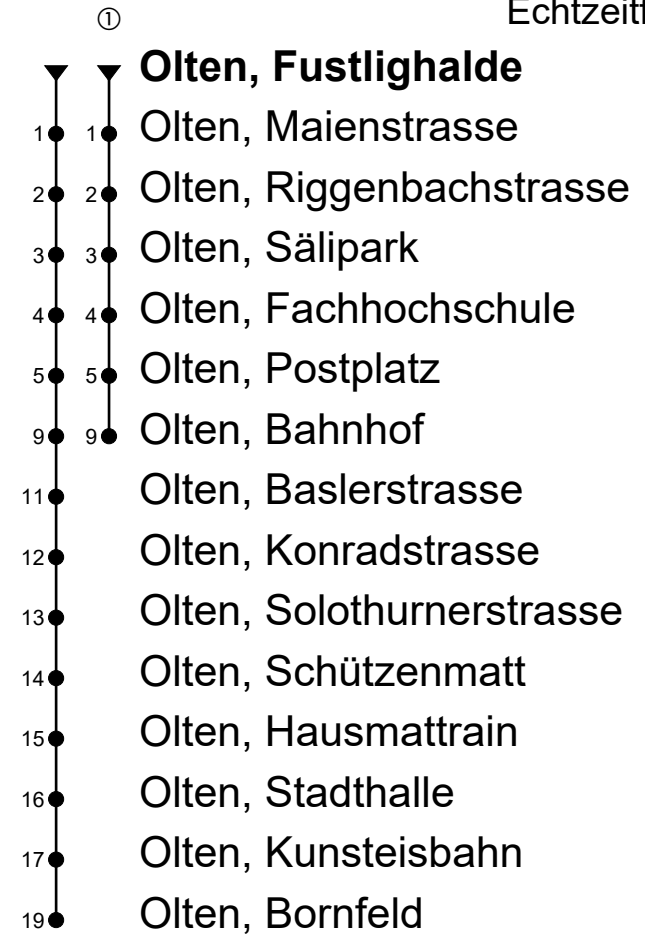 ① Echtzeitf
Olten, Fustlighalde
1 1 Olten, Maienstrasse
2 2 Olten, Riggenbachstrasse
3 3 Olten, Sälipark
4 4 Olten, Fachhochschule
5 5 Olten, Postplatz
9 9 Olten, Bahnhof
11 Olten, Baslerstrasse
12 Olten, Konradstrasse
13 Olten, Solothurnerstrasse
14 Olten, Schützenmatt
15 Olten, Hausmattrain
16 Olten, Stadthalle
17 Olten, Kunsteisbahn
19 Olten, Bornfeld